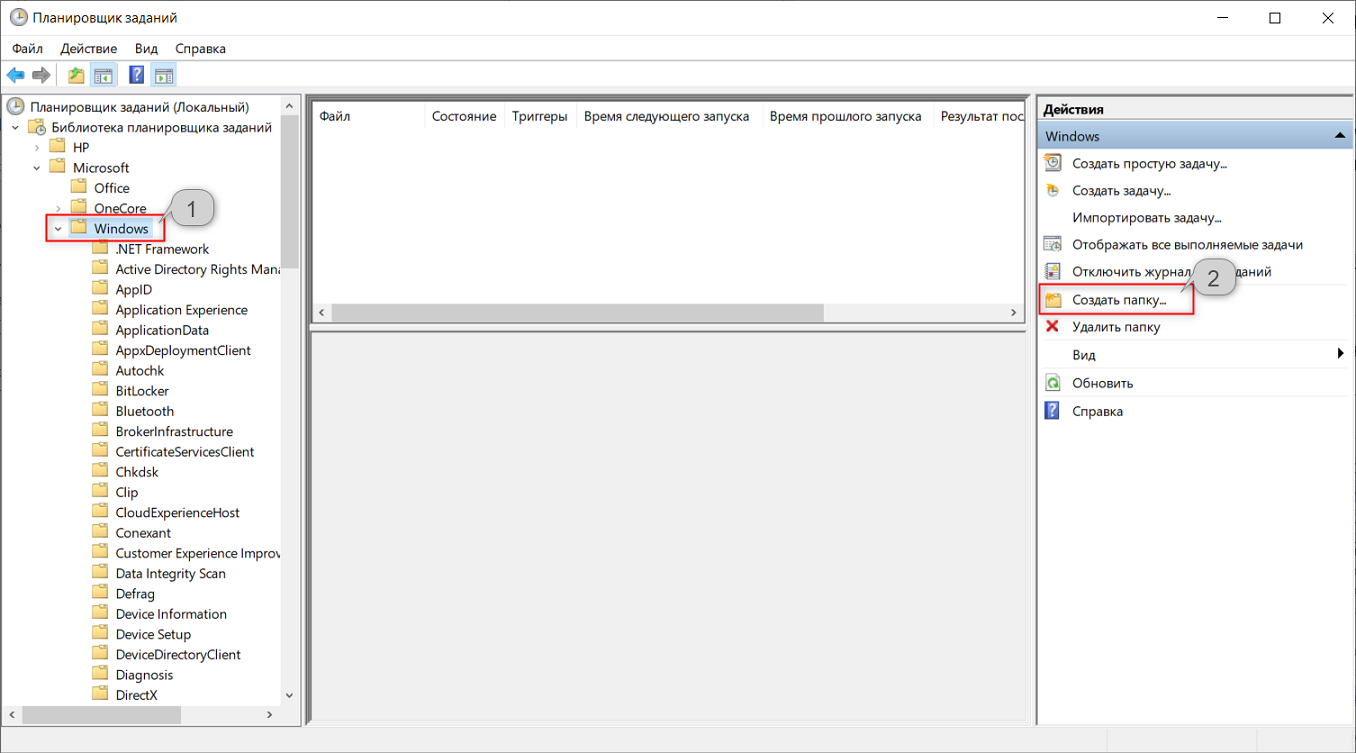 Планировщик заданий
Файл Действие Вид Справка
Планировщик заданий (Локальный)
Библиотека планировщика заданий
HP
Microsoft
Office
OneCore
Windows
1
.NET Framework
Active Directory Rights Mana
AppID
Application Experience
ApplicationData
AppxDeploymentClient
Autochk
BitLocker
Bluetooth
BrokerInfrastructure
CertificateServicesClient
Chkdsk
Clip
CloudExperienceHost
Conexant
Customer Experience Improv
Data Integrity Scan
Defrag
Device Information
Device Setup
DeviceDirectoryClient
Diagnosis
DirectX
Файл Состояние Триггеры Время следующего запуска Время прошлого запуска Результат пос
Действия
Windows
Создать простую задачу...
Создать задачу...
Импортировать задачу...
Отображать все выполняемые задачи
Отключить журнал заданий
2
Создать папку...
Удалить папку
Вид
Обновить
Справка